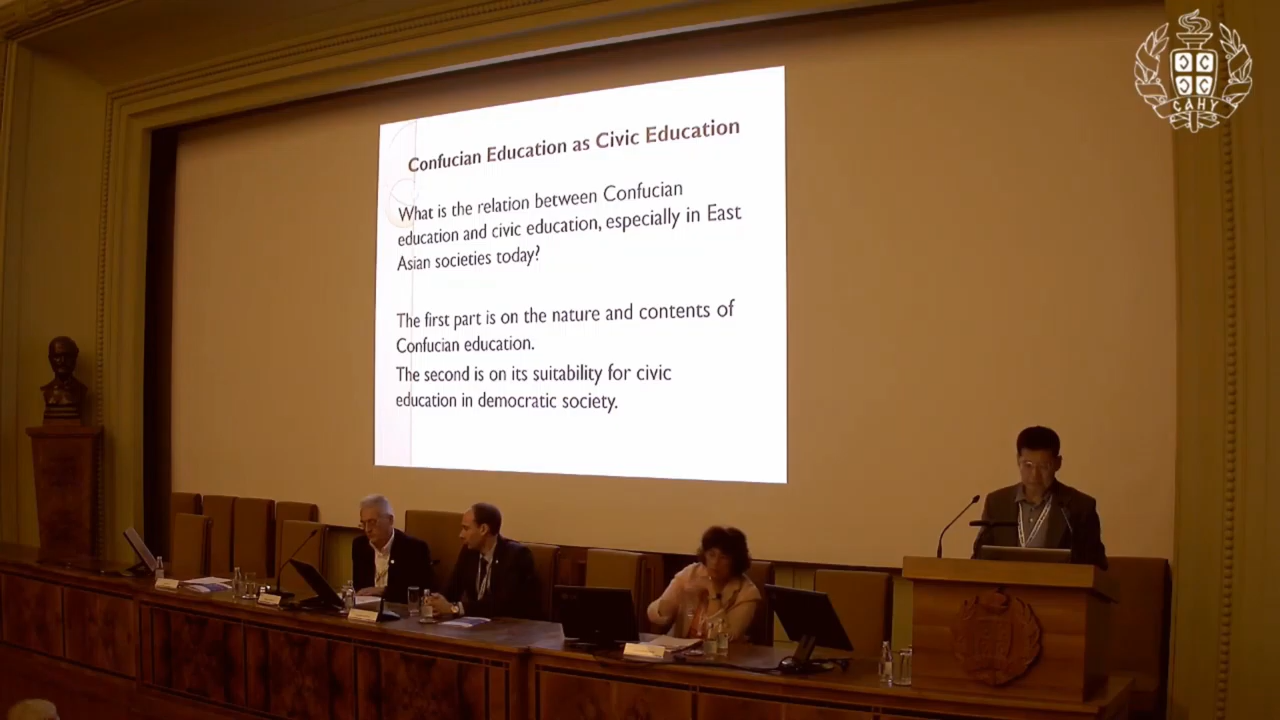 Confucian Education as Civic Education
What is the relation between Confucian
education and civic education, especially in East
Asian societies today?
The first part is on the nature and contents of
Confucian education.
The second is on its suitability for civic
education in democratic society.
САНУ